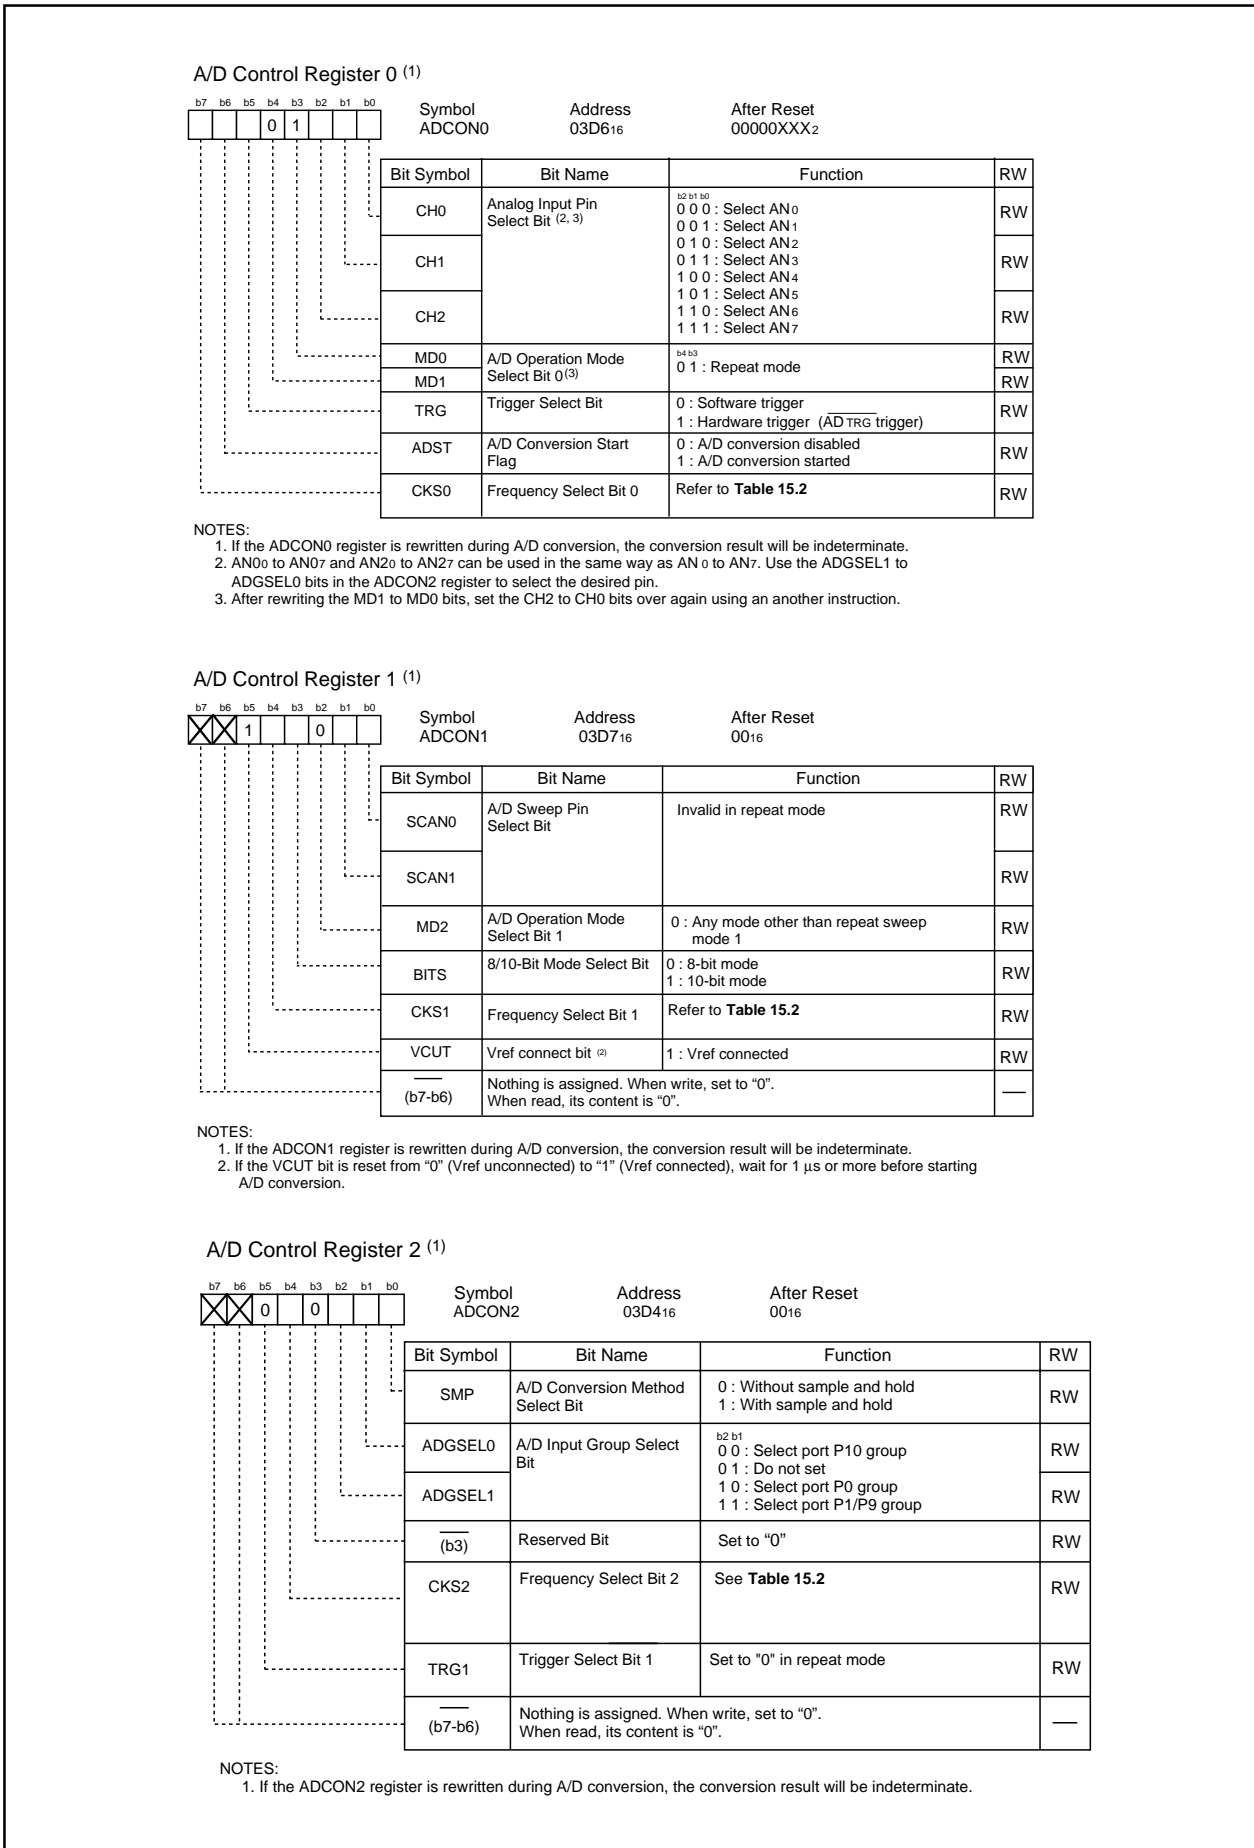 A/D Control Register 0 (1)
b7 b6 b5 b4 b3 b2 b1 b0
0 1
Symbol Address After Reset
ADCON0 03D616 00000XXX2
Bit Symbol Bit Name Function RW
CH0 Analog Input Pin Select Bit (2, 3) RW
b2 b1 b0
0 0 0 : Select AN0
0 0 1 : Select AN1
0 1 0 : Select AN2
0 1 1 : Select AN3
CH1 RW
1 0 0 : Select AN4
1 0 1 : Select AN5
1 1 0 : Select AN6
1 1 1 : Select AN7
CH2 RW
MD0 A/D Operation Mode Select Bit 0(3) RW
b4 b3
0 1 : Repeat mode
MD1 RW
TRG Trigger Select Bit 0 : Software trigger RW
1 : Hardware trigger (ADTRG trigger)
ADST A/D Conversion Start Flag 0 : A/D conversion disabled RW
1 : A/D conversion started
CKS0 Frequency Select Bit 0 Refer to Table 15.2 RW
NOTES:
1. If the ADCON0 register is rewritten during A/D conversion, the conversion result will be indeterminate.
2. AN00 to AN07 and AN20 to AN27 can be used in the same way as AN0 to AN7. Use the ADGSEL1 to
ADGSEL0 bits in the ADCON2 register to select the desired pin.
3. After rewriting the MD1 to MD0 bits, set the CH2 to CH0 bits over again using an another instruction.
A/D Control Register 1 (1)
b7 b6 b5 b4 b3 b2 b1 b0
1 0
Symbol Address After Reset
ADCON1 03D716 0016
Bit Symbol Bit Name Function RW
SCAN0 A/D Sweep Pin Select Bit Invalid in repeat mode RW
SCAN1 RW
MD2 A/D Operation Mode Select Bit 1 0 : Any mode other than repeat sweep mode 1 RW
BITS 8/10-Bit Mode Select Bit 0 : 8-bit mode RW
1 : 10-bit mode
CKS1 Frequency Select Bit 1 Refer to Table 15.2 RW
VCUT Vref connect bit (2) 1 : Vref connected RW
(b7-b6) Nothing is assigned. When write, set to “0”.
When read, its content is “0”. —
NOTES:
1. If the ADCON1 register is rewritten during A/D conversion, the conversion result will be indeterminate.
2. If the VCUT bit is reset from “0” (Vref unconnected) to “1” (Vref connected), wait for 1 µs or more before starting
A/D conversion.
A/D Control Register 2 (1)
b7 b6 b5 b4 b3 b2 b1 b0
0 0
Symbol Address After Reset
ADCON2 03D416 0016
Bit Symbol Bit Name Function RW
SMP A/D Conversion Method Select Bit 0 : Without sample and hold RW
1 : With sample and hold
ADGSEL0 A/D Input Group Select Bit RW
b2 b1
0 0 : Select port P10 group
0 1 : Do not set
ADGSEL1 RW
1 0 : Select port P0 group
1 1 : Select port P1/P9 group
(b3) Reserved Bit Set to “0” RW
CKS2 Frequency Select Bit 2 See Table 15.2 RW
TRG1 Trigger Select Bit 1 Set to "0" in repeat mode RW
(b7-b6) Nothing is assigned. When write, set to “0”.
When read, its content is “0”. —
NOTES:
1. If the ADCON2 register is rewritten during A/D conversion, the conversion result will be indeterminate.